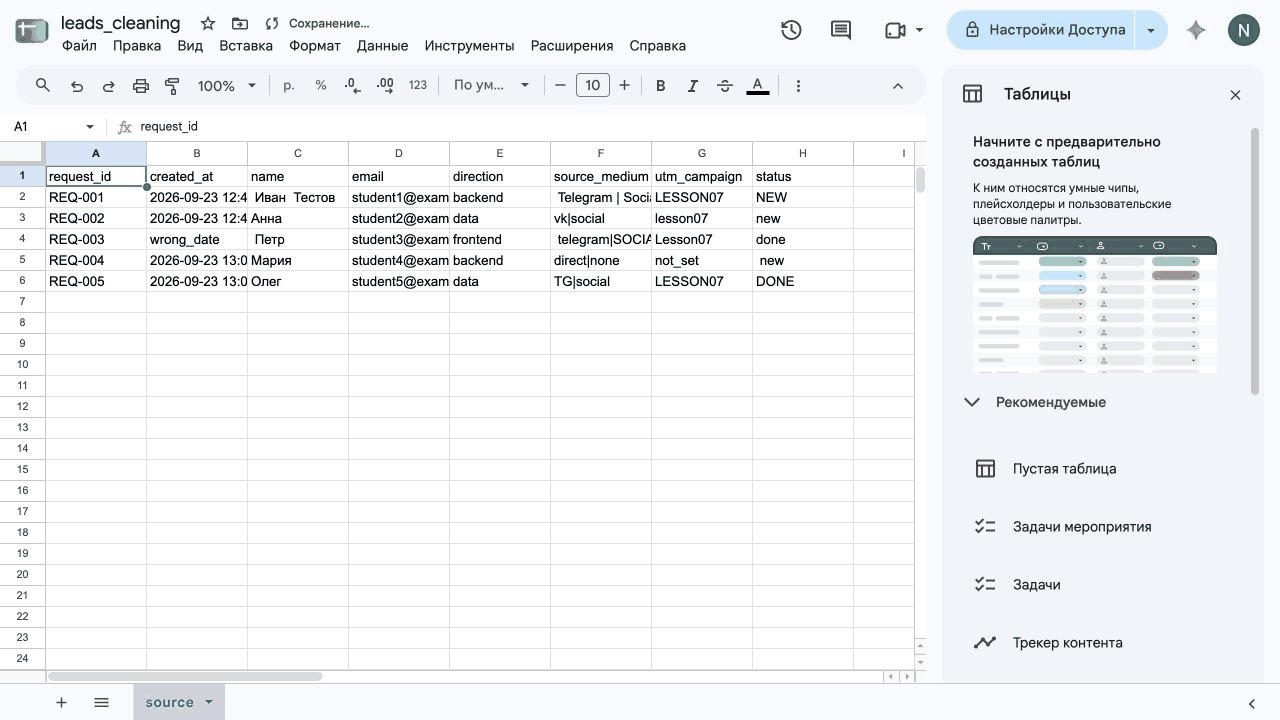 leads_cleaning Сохранение...
Файл Правка Вид Вставка Формат Данные Инструменты Расширения Справка
Настройки Доступа
N
100% р. % .0 .00 123 По ум... 10 B I A
A1 request_id
A B C D E F G H I
1 request_id created_at name email direction source_medium utm_campaign status
2 REQ-001 2026-09-23 12:4 Иван Тестов student1@exam backend Telegram | Soci LESSON07 NEW
3 REQ-002 2026-09-23 12:4 Анна student2@exam data vk|social lesson07 new
4 REQ-003 wrong_date Петр student3@exam frontend telegram|SOCIA Lesson07 done
5 REQ-004 2026-09-23 13:0 Мария student4@exam backend direct|none not_set new
6 REQ-005 2026-09-23 13:0 Олег student5@exam data TG|social LESSON07 DONE
7
8
9
10
11
12
13
14
15
16
17
18
19
20
21
22
23
24
source
Таблицы
Начните с предварительно
созданных таблиц
К ним относятся умные чипы,
плейсхолдеры и пользовательские
цветовые палитры.
Тт
Рекомендуемые
Пустая таблица
Задачи мероприятия
Задачи
Трекер контента